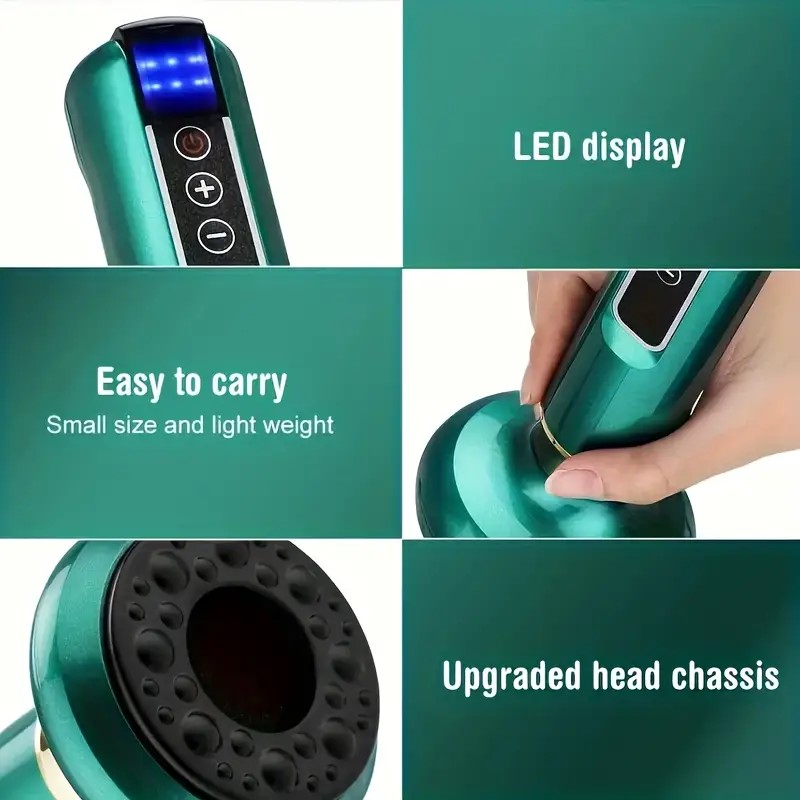 LED display
Easy to carry
Small size and light weight
Upgraded head chassis